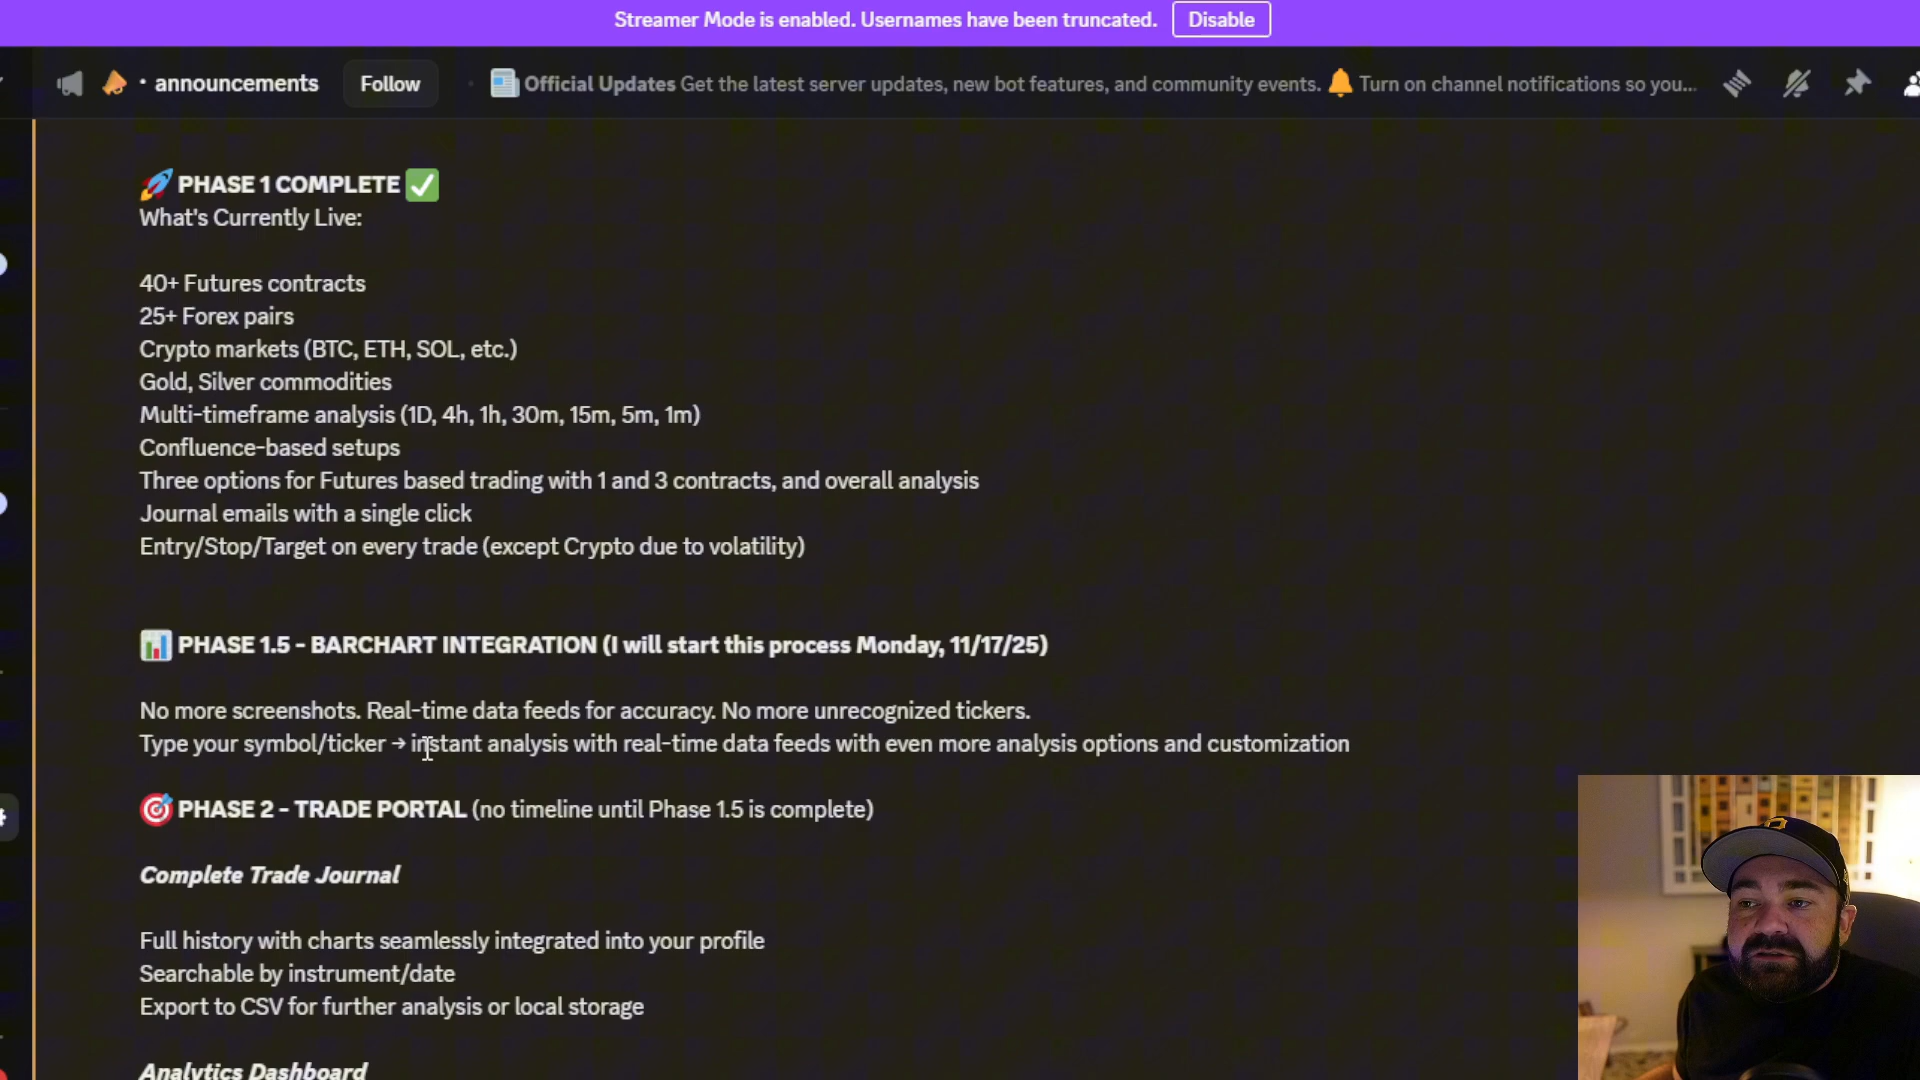 Streamer Mode is enabled. Usernames have been truncated. Disable
announcements Follow Official Updates Get the latest server updates, new bot features, and community events. Turn on channel notifications so you...
PHASE 1 COMPLETE
What's Currently Live:
40+ Futures contracts
25+ Forex pairs
Crypto markets (BTC, ETH, SOL, etc.)
Gold, Silver commodities
Multi-timeframe analysis (1D, 4h, 1h, 30m, 15m, 5m, 1m)
Confluence-based setups
Three options for Futures based trading with 1 and 3 contracts, and overall analysis
Journal emails with a single click
Entry/Stop/Target on every trade (except Crypto due to volatility)
PHASE 1.5 - BARCHART INTEGRATION (I will start this process Monday, 11/17/25)
No more screenshots. Real-time data feeds for accuracy. No more unrecognized tickers.
Type your symbol/ticker → instant analysis with real-time data feeds with even more analysis options and customization
PHASE 2 - TRADE PORTAL (no timeline until Phase 1.5 is complete)
Complete Trade Journal
Full history with charts seamlessly integrated into your profile
Searchable by instrument/date
Export to CSV for further analysis or local storage
Analytics Dashboard